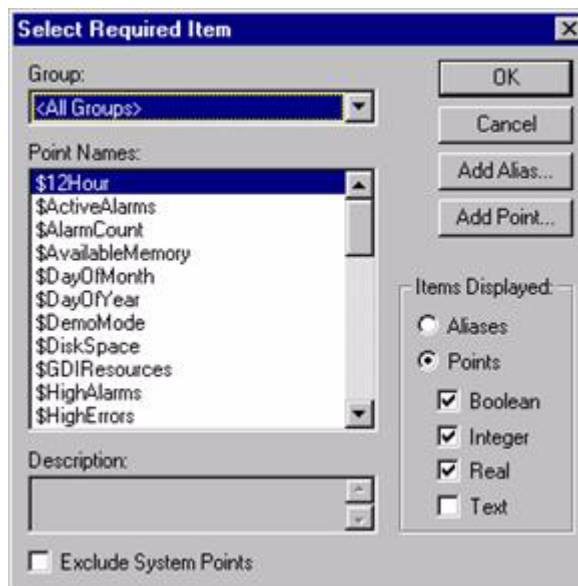 Select Required Item
Group:
<All Groups>
Point Names:
$12Hour
$ActiveAlarms
$AlarmCount
$AvailableMemory
$DayOfMonth
$DayOfYear
$DemoMode
$DiskSpace
$GDIResources
$HighAlarms
$HighErrors
Description:
Exclude System Points
OK
Cancel
Add Alias...
Add Point...
Items Displayed:
Aliases
Points
Boolean
Integer
Real
Text